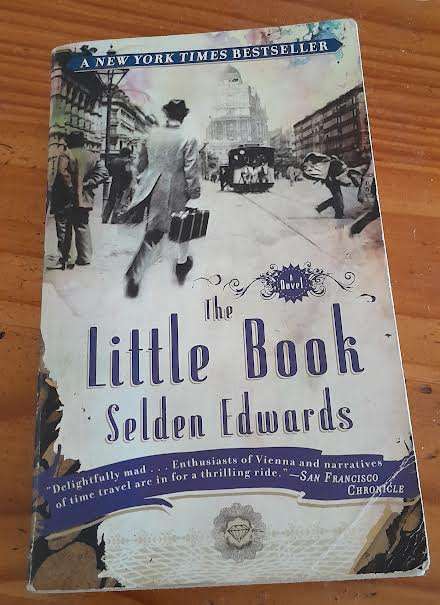 A NEW YORK TIMES BESTSELLER
A
Novel
The
Little Book
Selden Edwards
"Delightfully mad . . . Enthusiasts of Vienna and narratives
of time travel are in for a thrilling ride."—SAN FRANCISCO
CHRONICLE